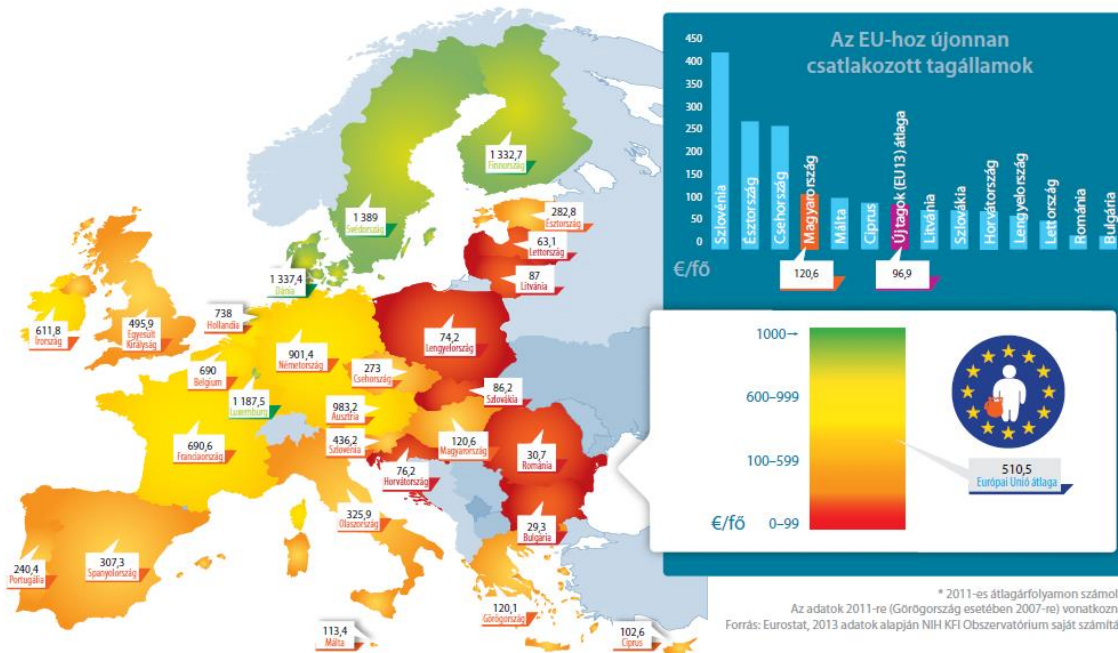 1 332,7
Finnország
1 389
Svédország
282,8
Észtország
63,1
Lettország
87
Litvánia
1 337,4
Dánia
738
Hollandia
611,8
Írország
495,9
Egyesült
Királyság
74,2
Lengyelország
901,4
Németország
690
Belgium
273
Csehország
86,2
Szlovákia
1 187,5
Luxemburg
983,2
Ausztria
690,6
Franciaország
436,2
Szlovénia
120,6
Magyarország
30,7
Románia
76,2
Horvátország
325,9
Olaszország
29,3
Bulgária
240,4
Portugália
307,3
Spanyolország
120,1
Görögország
113,4
Málta
102,6
Ciprus
Az EU-hoz újonnan
csatlakozott tagállamok
450
400
350
300
250
200
150
100
50
0
€/fő
Szlovénia
Észtország
Csehország
Magyarország
Málta
Ciprus
Új tagok (EU13) átlaga
Litvánia
Szlovákia
Horvátország
Lengyelország
Lettország
Románia
Bulgária
120,6
96,9
1000→
600–999
100–599
€/fő
0–99
510,5
Európai Unió átlaga
* 2011-es átlagárfolyamon számol
Az adatok 2011-re (Görögország esetében 2007-re) vonatkozn
Forrás: Eurostat, 2013 adatok alapján NIH KFI Obszervatórium saját számítá